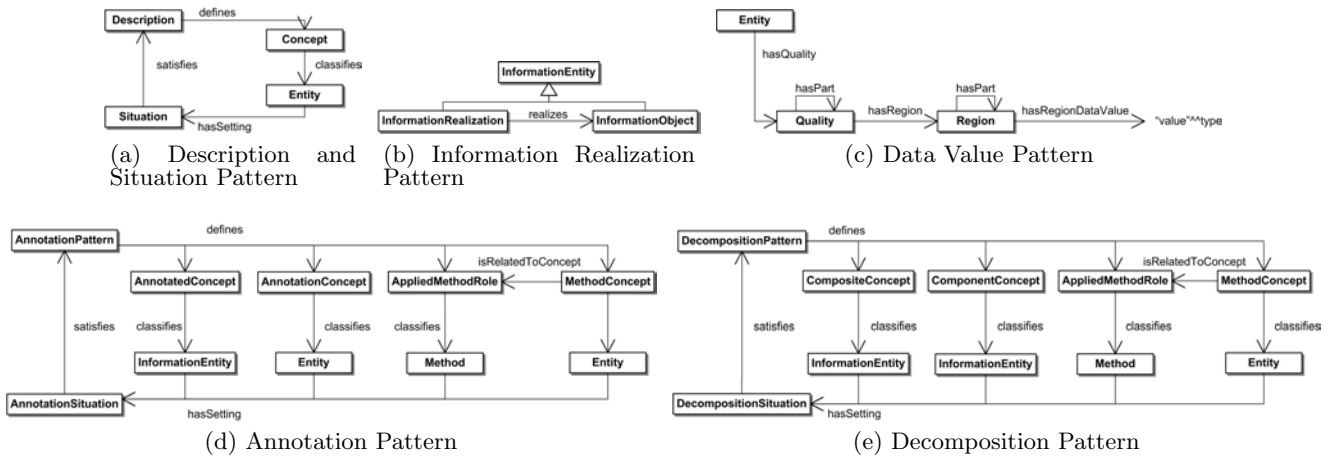 Description
defines
Concept
satisfies
classifies
Entity
Situation
hasSetting
(a) Description and
Situation Pattern
InformationEntity
InformationRealization
realizes
InformationObject
(b) Information Realization
Pattern
Entity
hasQuality
hasPart
hasPart
Quality
hasRegion
Region
hasRegionDataValue
"value"^^type
(c) Data Value Pattern
defines
AnnotationPattern
isRelatedToConcept
AnnotatedConcept
AnnotationConcept
AppliedMethodRole
MethodConcept
satisfies
classifies
classifies
classifies
InformationEntity
Entity
Method
Entity
AnnotationSituation
hasSetting
(d) Annotation Pattern
defines
DecompositionPattern
isRelatedToConcept
CompositeConcept
ComponentConcept
AppliedMethodRole
MethodConcept
satisfies
classifies
classifies
classifies
classifies
InformationEntity
InformationEntity
Method
Entity
DecompositionSituation
hasSetting
(e) Decomposition Pattern